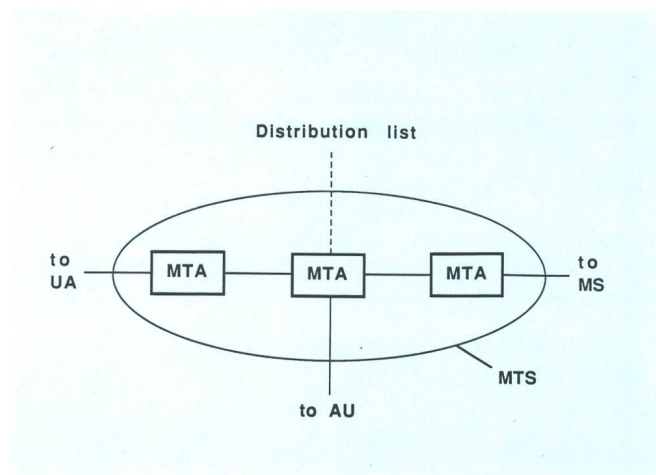 Distribution list
to
UA
MTA
MTA
MTA
to
MS
MTS
to AU